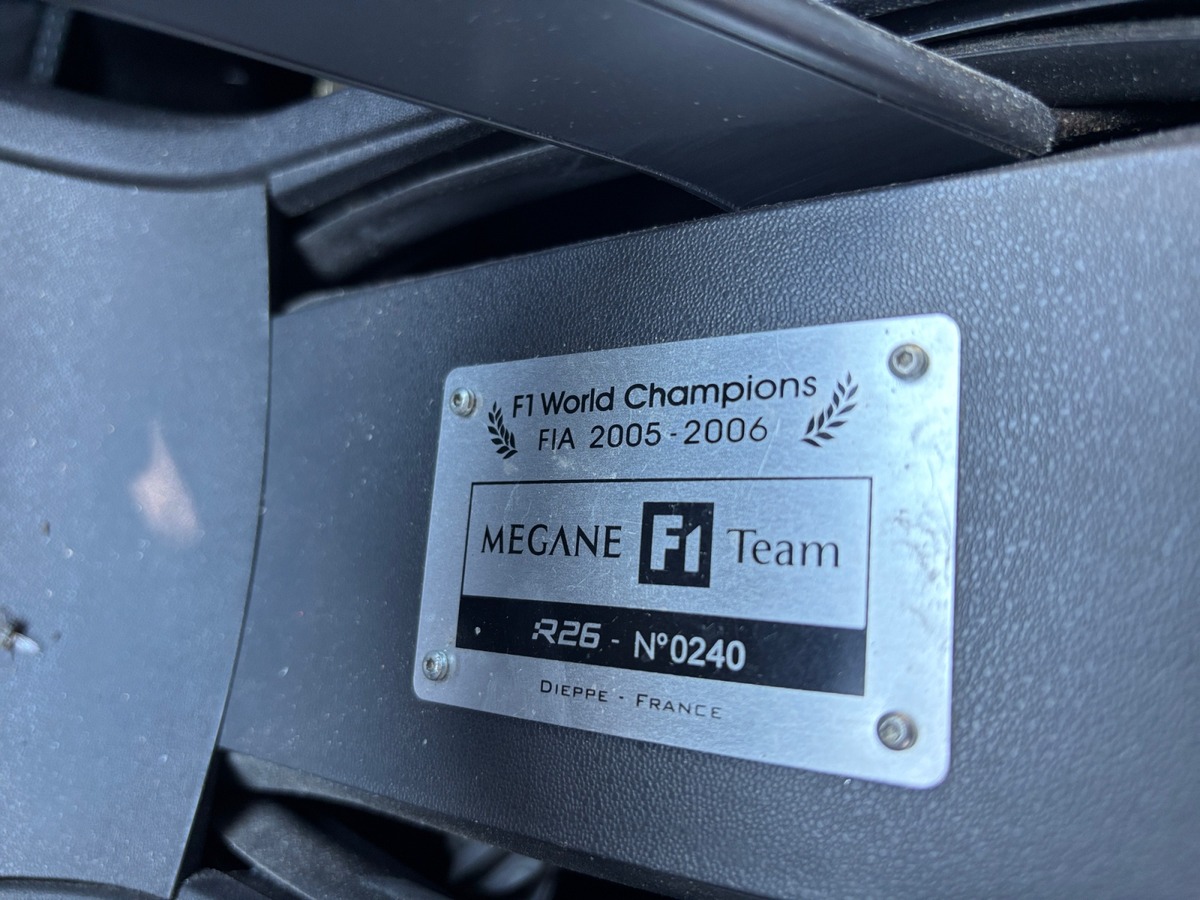 F1 World Champions
FIA 2005 - 2006
MEGANE F1 Team
R26 - N°0240
DIEPPE - FRANCE